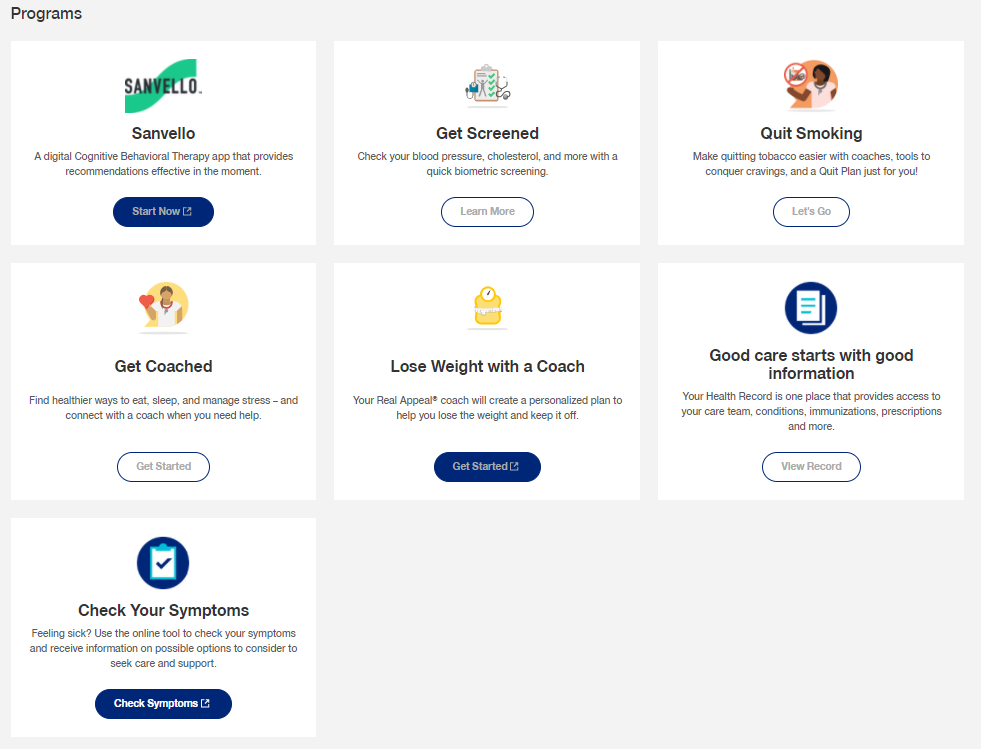 Programs
SANVELLO™
Sanvello
A digital Cognitive Behavioral Therapy app that provides
recommendations effective in the moment.
Start Now
Get Screened
Check your blood pressure, cholesterol, and more with a
quick biometric screening.
Learn More
Quit Smoking
Make quitting tobacco easier with coaches, tools to
conquer cravings, and a Quit Plan just for you!
Let's Go
Get Coached
Find healthier ways to eat, sleep, and manage stress – and
connect with a coach when you need help.
Get Started
Lose Weight with a Coach
Your Real Appeal® coach will create a personalized plan to
help you lose the weight and keep it off.
Get Started
Good care starts with good
information
Your Health Record is one place that provides access to
your care team, conditions, immunizations, prescriptions
and more.
View Record
Check Your Symptoms
Feeling sick? Use the online tool to check your symptoms
and receive information on possible options to consider to
seek care and support.
Check Symptoms